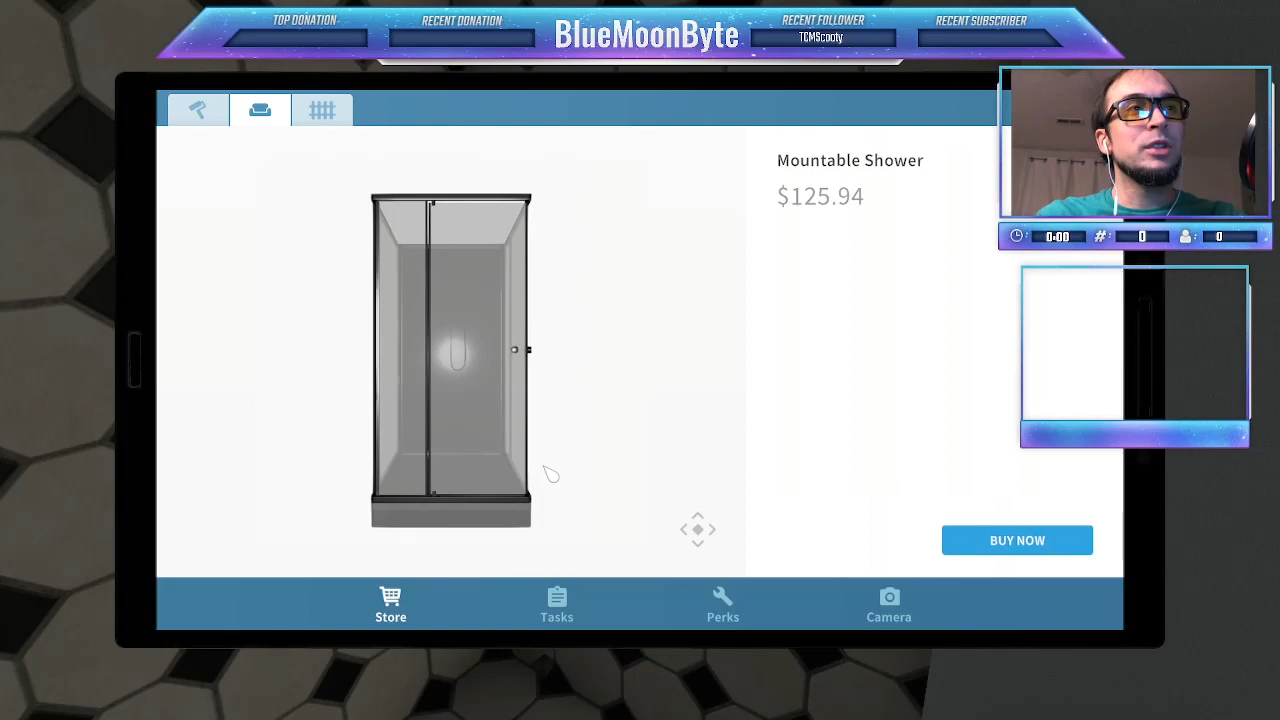 TOP DONATION
RECENT DONATION
BlueMoonByte
RECENT FOLLOWER
TCMScooty
RECENT SUBSCRIBER
Mountable Shower
$125.94
0:00
#: 0
0
BUY NOW
Store
Tasks
Perks
Camera